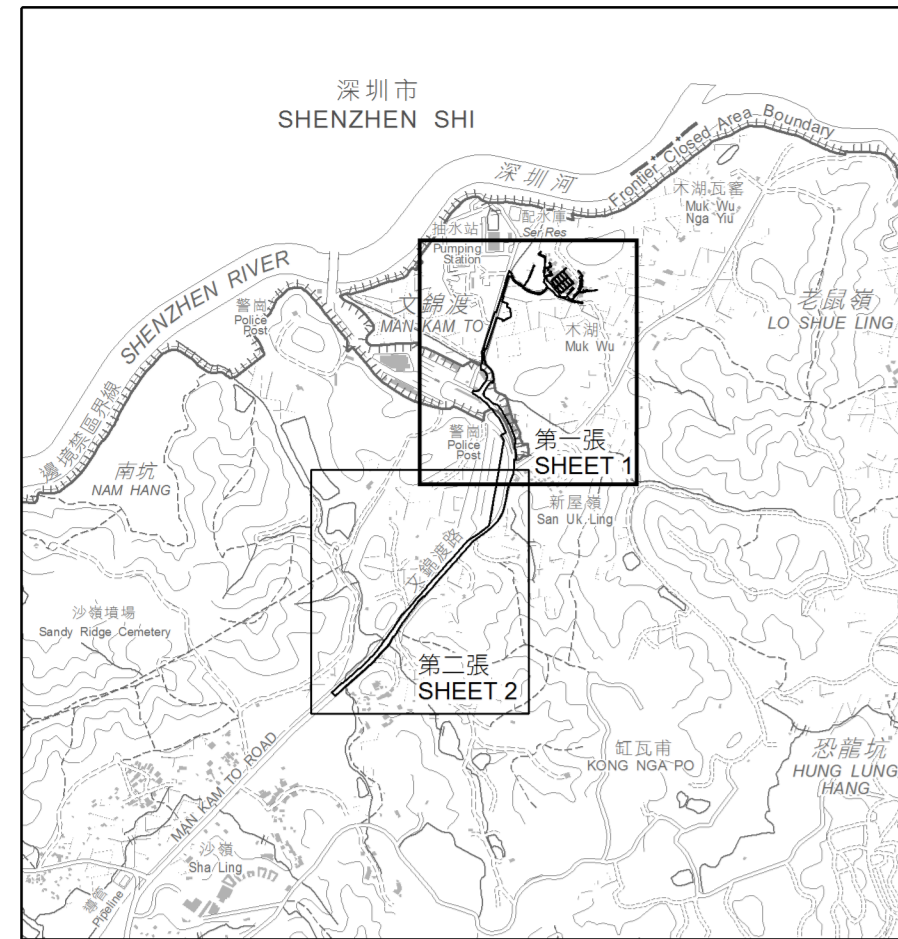 深圳市
SHENZHEN SHI
深圳河
SHENZHEN RIVER
Frontier Closed Area Boundary
木湖瓦窰
Muk Wu
Nga Yiu
抽水站
Pumping
Station
配水庫
Ser Res
警崗
Police
Post
文錦渡
MAN KAM TO
木湖
Muk Wu
老鼠嶺
LO SHUE LING
邊境禁區界線
南坑
NAM HANG
警崗
Police
Post
第一張
SHEET 1
新屋嶺
San Uk Ling
文錦渡路
沙嶺墳場
Sandy Ridge Cemetery
第二張
SHEET 2
缸瓦甫
KONG NGA PO
恐龍坑
HUNG LUNG
HANG
MAN KAM TO ROAD
沙嶺
Sha Ling
導管
Pipeline